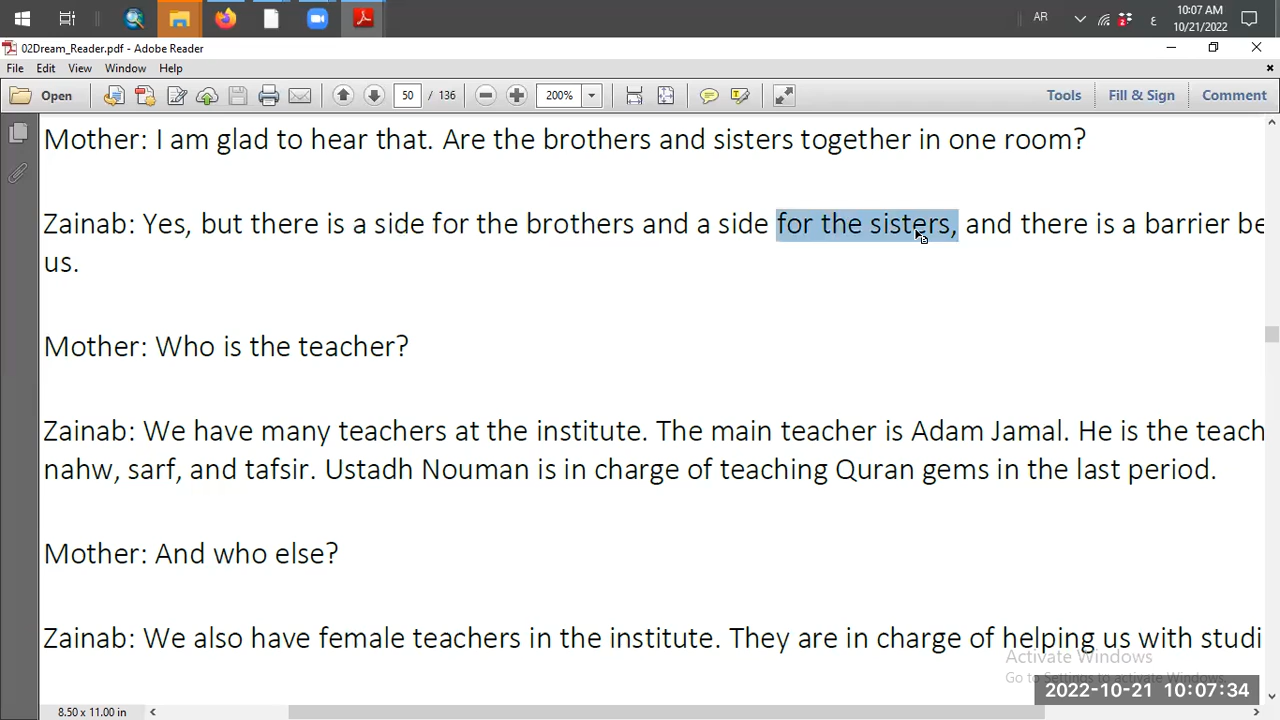 AR
ع
10:07 AM
10/21/2022
02Dream_Reader.pdf - Adobe Reader
File Edit View Window Help
Open 50 / 136 200% Tools Fill & Sign Comment
Mother: I am glad to hear that. Are the brothers and sisters together in one room?
Zainab: Yes, but there is a side for the brothers and a side for the sisters, and there is a barrier be
us.
Mother: Who is the teacher?
Zainab: We have many teachers at the institute. The main teacher is Adam Jamal. He is the teach
nahw, sarf, and tafsir. Ustadh Nouman is in charge of teaching Quran gems in the last period.
Mother: And who else?
Zainab: We also have female teachers in the institute. They are in charge of helping us with studi
Activate Windows
Go to Settings to activate Windows.
2022-10-21 10:07:34
8.50 x 11.00 in